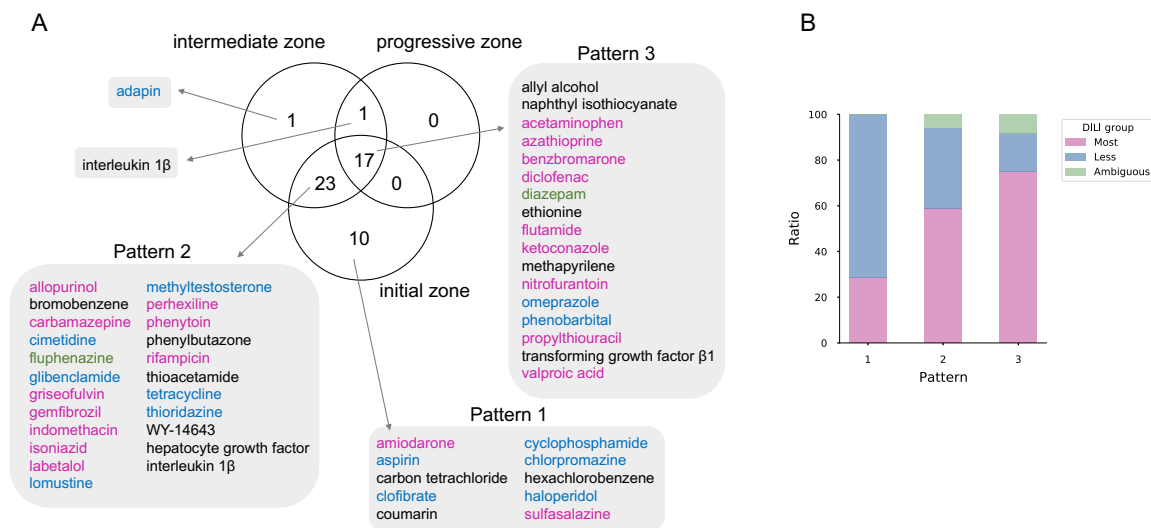 A
intermediate zone
progressive zone
adapin
interleukin 1β
1
1
0
17
23
0
10
initial zone
Pattern 3
allyl alcohol
naphthyl isothiocyanate
acetaminophen
azathioprine
benzbromarone
diclofenac
diazepam
ethionine
flutamide
ketoconazole
methapyrilene
nitrofurantoin
omeprazole
phenobarbital
propylthiouracil
transforming growth factor β1
valproic acid
Pattern 2
allopurinol
bromobenzene
carbamazepine
cimetidine
fluphenazine
glibenclamide
griseofulvin
gemfibrozil
indomethacin
isoniazid
labetalol
lomustine
methyltestosterone
perhexiline
phenytoin
phenylbutazone
rifampicin
thioacetamide
tetracycline
thioridazine
WY-14643
hepatocyte growth factor
interleukin 1β
Pattern 1
amiodarone
aspirin
carbon tetrachloride
clofibrate
coumarin
cyclophosphamide
chlorpromazine
hexachlorobenzene
haloperidol
sulfasalazine
B
100
80
60
40
20
0
Ratio
1
2
3
Pattern
DILI group
Most
Less
Ambiguous